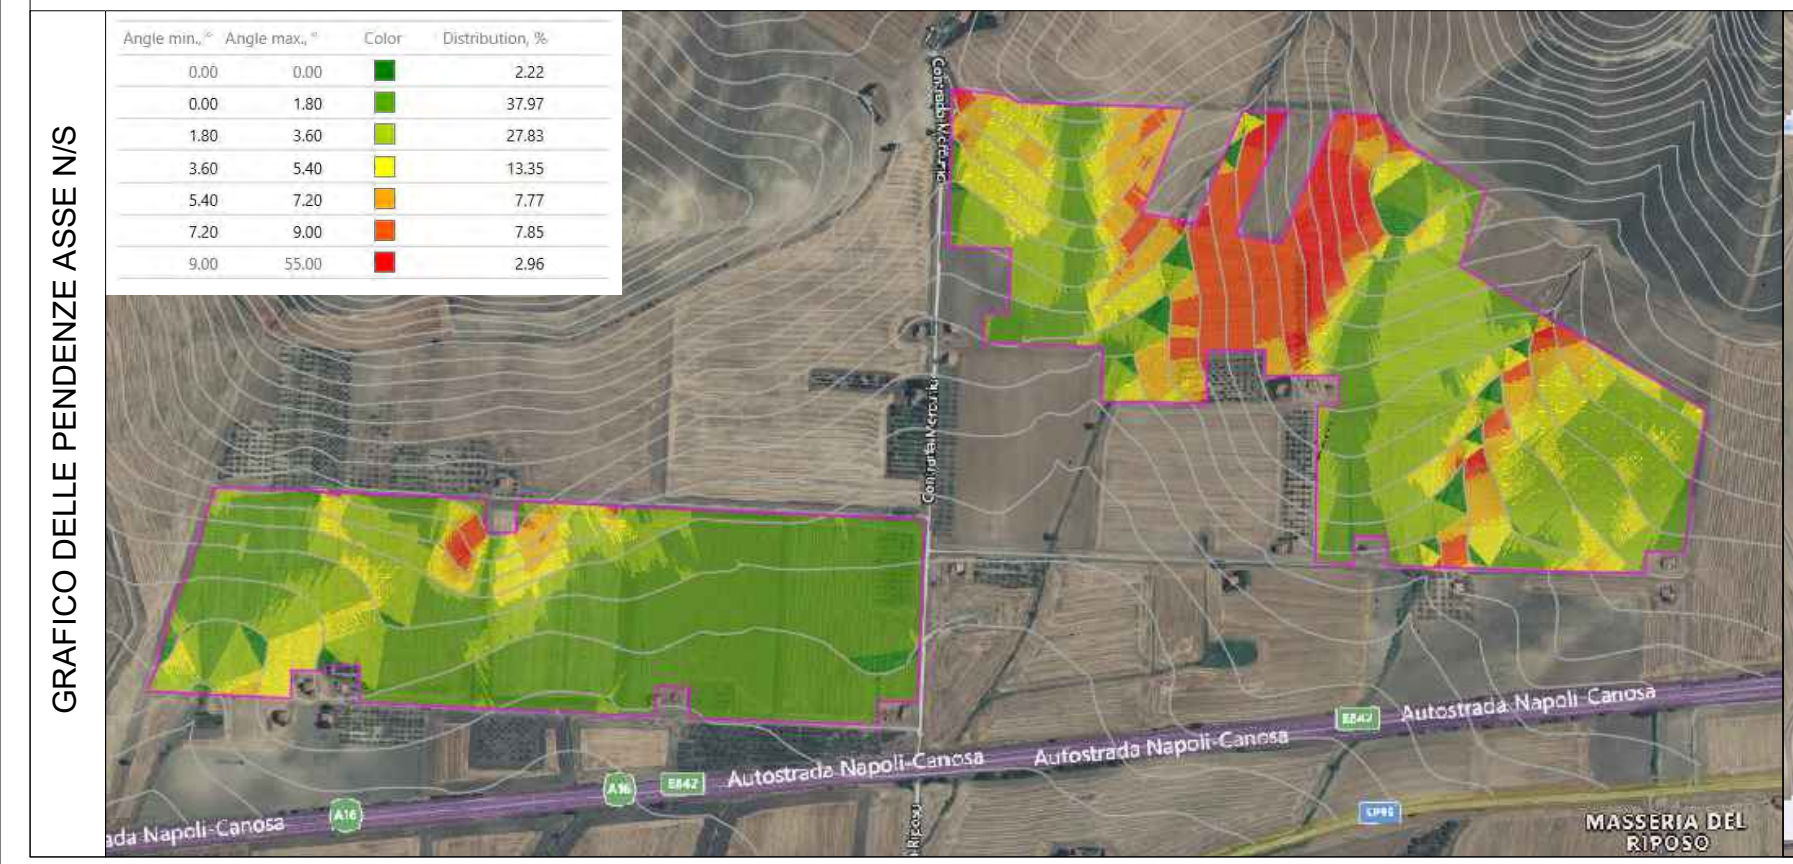 GRAFICO DELLE PENDENZE ASSE N/S
Angle min., ° Angle max., ° Color Distribution, %
0.00 0.00 2.22
0.00 1.80 37.97
1.80 3.60 27.83
3.60 5.40 13.35
5.40 7.20 7.77
7.20 9.00 7.85
9.00 55.00 2.96
Autostrada Napoli-Canosa
E842
Autostrada Napoli-Canosa
Autostrada Napoli-Canosa
E842
A16
A16
ada Napoli-Canosa
MASSERIA DEL
RIPOSO